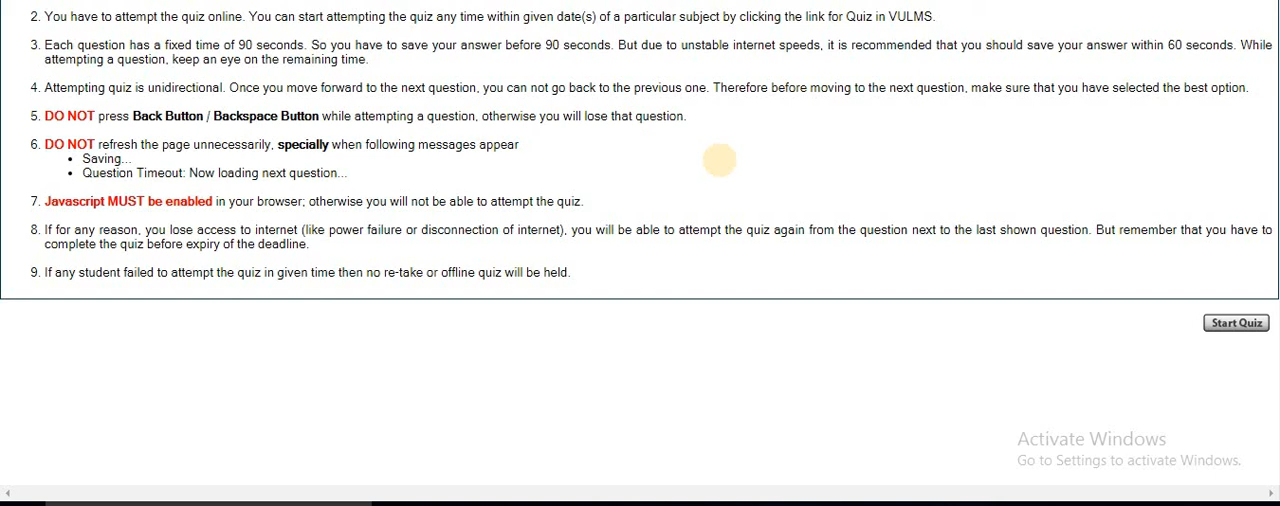 2. You have to attempt the quiz online. You can start attempting the quiz any time within given date(s) of a particular subject by clicking the link for Quiz in VULMS.
3. Each question has a fixed time of 90 seconds. So you have to save your answer before 90 seconds. But due to unstable internet speeds, it is recommended that you should save your answer within 60 seconds. While
attempting a question, keep an eye on the remaining time.
4. Attempting quiz is unidirectional. Once you move forward to the next question, you can not go back to the previous one. Therefore before moving to the next question, make sure that you have selected the best option.
5. DO NOT press Back Button / Backspace Button while attempting a question, otherwise you will lose that question.
6. DO NOT refresh the page unnecessarily, specially when following messages appear
• Saving...
• Question Timeout: Now loading next question...
7. Javascript MUST be enabled in your browser; otherwise you will not be able to attempt the quiz.
8. If for any reason, you lose access to internet (like power failure or disconnection of internet), you will be able to attempt the quiz again from the question next to the last shown question. But remember that you have to
complete the quiz before expiry of the deadline.
9. If any student failed to attempt the quiz in given time then no re-take or offline quiz will be held.
Start Quiz
Activate Windows
Go to Settings to activate Windows.